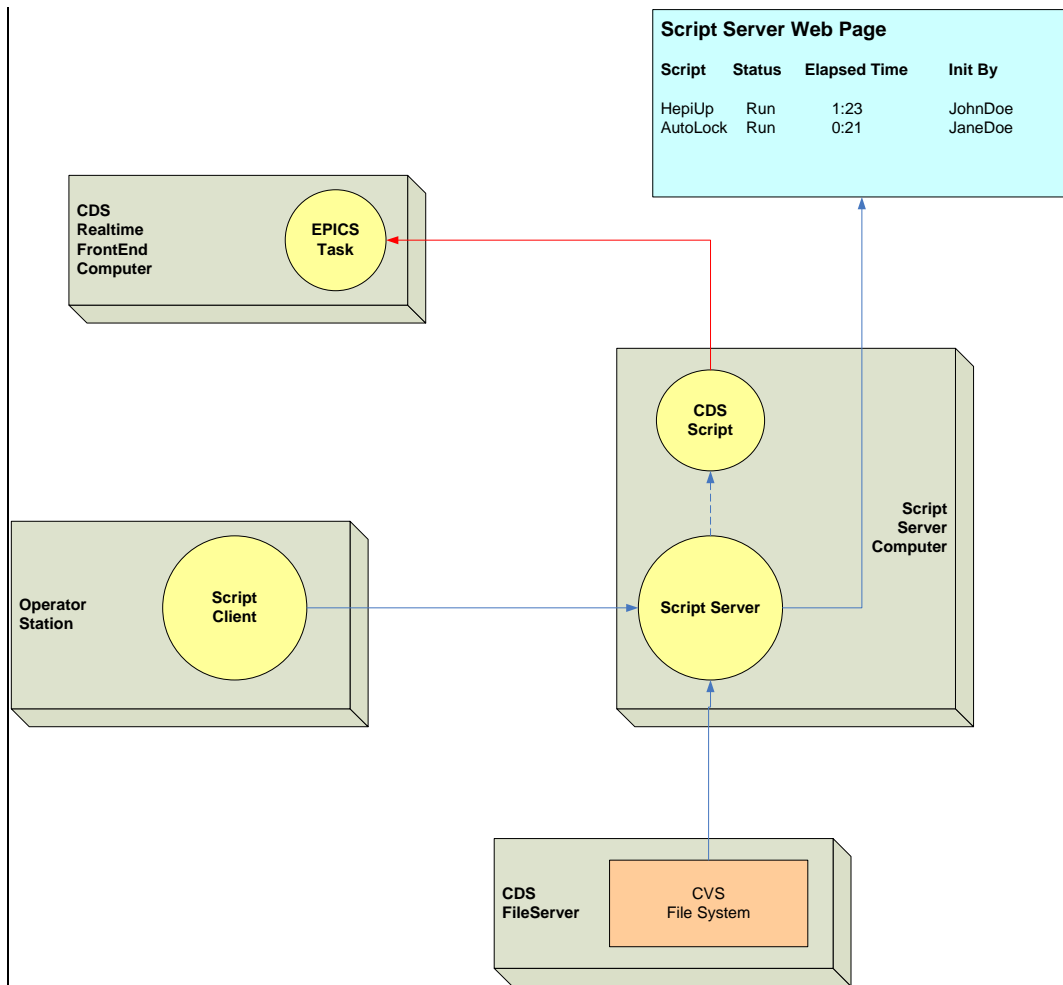 Script Server Web Page
Script Status Elapsed Time Init By
HepiUp Run 1:23 JohnDoe
AutoLock Run 0:21 JaneDoe
CDS
Realtime
FrontEnd
Computer
EPICS
Task
CDS
Script
Script
Server
Computer
Operator
Station
Script
Client
Script Server
CDS
FileServer
CVS
File System